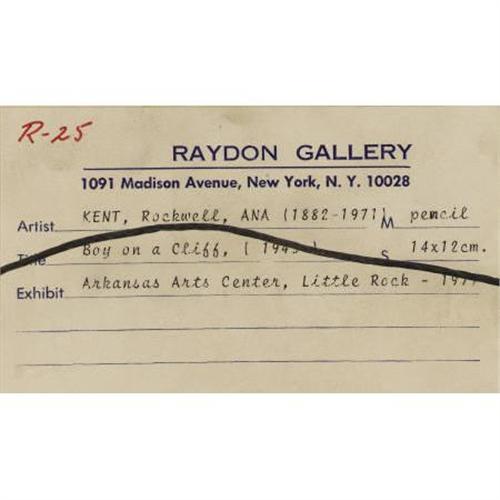 R-25
RAYDON GALLERY
1091 Madison Avenue, New York, N. Y. 10028
Artist KENT, Rockwell, ANA (1882-1971) M pencil
Title Boy on a Cliff, ( 194 ) S 14x12cm.
Exhibit Arkansas Arts Center, Little Rock -